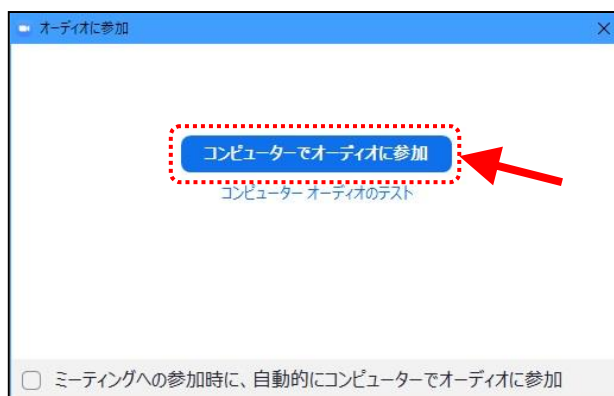 オーディオに参加
コンピューターでオーディオに参加
コンピューター オーディオのテスト
ミーティングへの参加時に、自動的にコンピューターでオーディオに参加